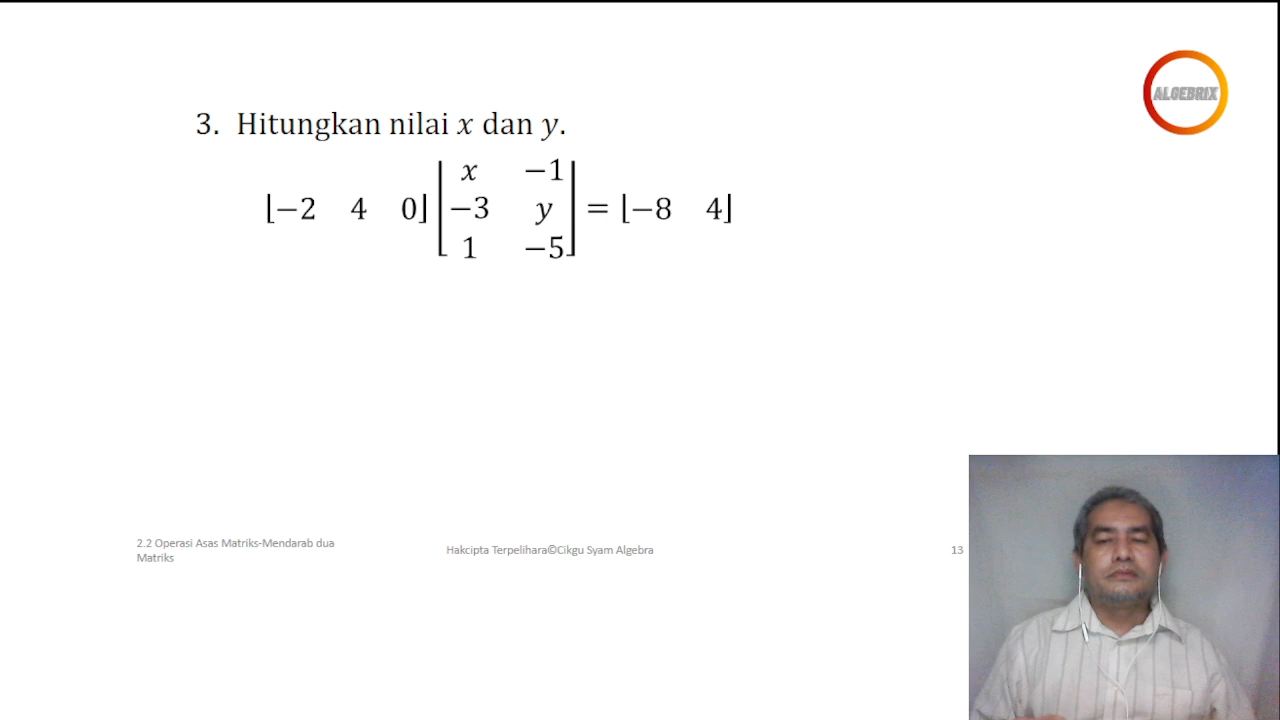 ALGEBRIX
3. Hitungkan nilai x dan y.
[−2 4 0] [x −1
−3 y
1 −5] = [−8 4]
2.2 Operasi Asas Matriks-Mendarab dua
Matriks
Hakcipta Terpelihara©Cikgu Syam Algebra
13